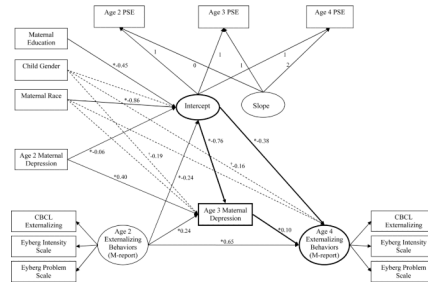 Age 2 PSE
Age 3 PSE
Age 4 PSE
Maternal
Education
Child Gender
Maternal Race
Age 2 Maternal
Depression
1
1
1
0
1
2
*-0.45
*-0.86
*-0.06
*0.40
*-0.19
*-0.24
*-0.76
*-0.38
*-0.16
*0.24
*0.10
*0.65
Intercept
Slope
Age 3 Maternal
Depression
Age 2
Externalizing
Behaviors
(M-report)
Age 4
Externalizing
Behaviors
(M-report)
CBCL
Externalizing
Eyberg Intensity
Scale
Eyberg Problem
Scale
CBCL
Externalizing
Eyberg Intensity
Scale
Eyberg Problem
Scale